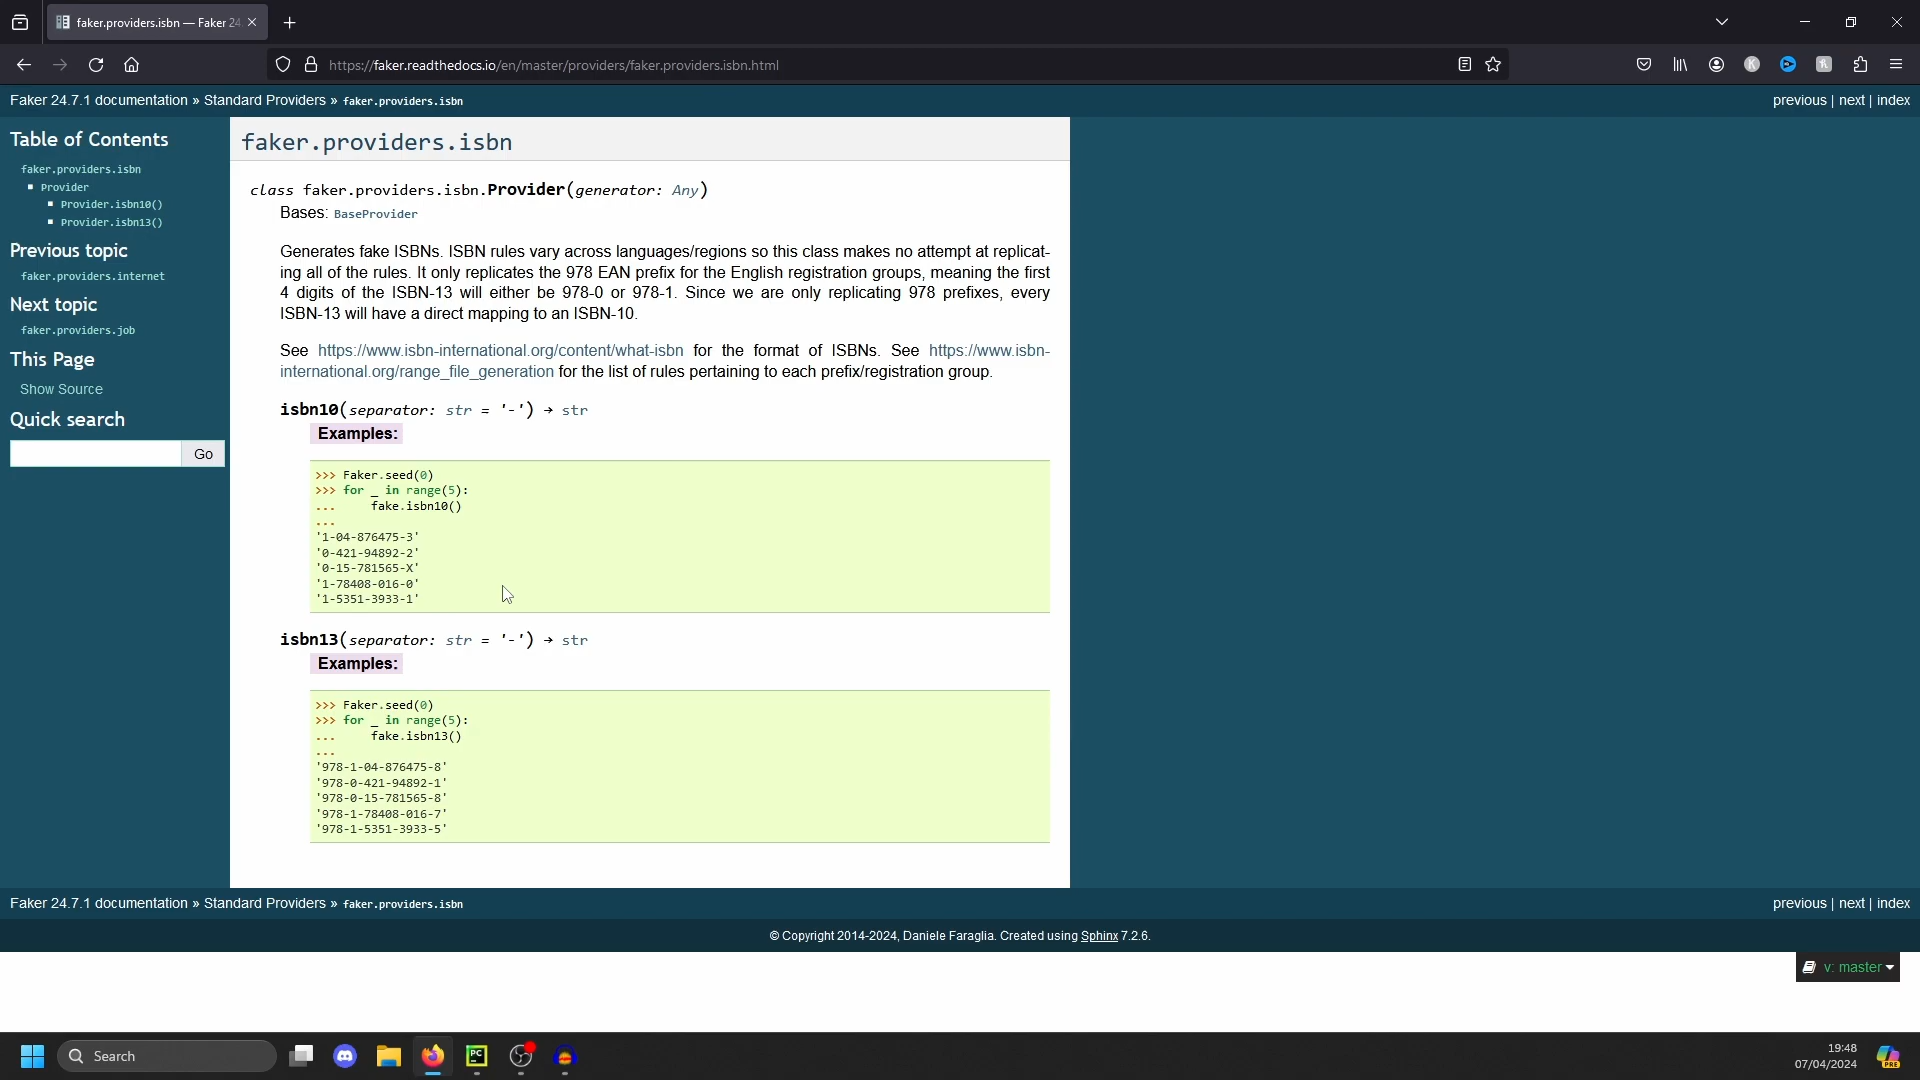 faker.providers.isbn — Faker 24
https://faker.readthedocs.io/en/master/providers/faker.providers.isbn.html
Faker 24.7.1 documentation » Standard Providers » faker.providers.isbn
previous | next | index
Table of Contents
faker.providers.isbn
Provider
Provider.isbn10()
Provider.isbn13()
Previous topic
faker.providers.internet
Next topic
faker.providers.job
This Page
Show Source
Quick search
Go
faker.providers.isbn
class faker.providers.isbn.Provider(generator: Any)
Bases: BaseProvider
Generates fake ISBNs. ISBN rules vary across languages/regions so this class makes no attempt at replicat-
ing all of the rules. It only replicates the 978 EAN prefix for the English registration groups, meaning the first
4 digits of the ISBN-13 will either be 978-0 or 978-1. Since we are only replicating 978 prefixes, every
ISBN-13 will have a direct mapping to an ISBN-10.
See https://www.isbn-international.org/content/what-isbn for the format of ISBNs. See https://www.isbn-
international.org/range_file_generation for the list of rules pertaining to each prefix/registration group.
isbn10(separator: str = '-') → str
Examples:
>>> Faker.seed(0)
>>> for _ in range(5):
...     fake.isbn10()
...
'1-04-876475-3'
'0-421-94892-2'
'0-15-781565-X'
'1-78408-016-0'
'1-5351-3933-1'
isbn13(separator: str = '-') → str
Examples:
>>> Faker.seed(0)
>>> for _ in range(5):
...     fake.isbn13()
...
'978-1-04-876475-8'
'978-0-421-94892-1'
'978-0-15-781565-8'
'978-1-78408-016-7'
'978-1-5351-3933-5'
Faker 24.7.1 documentation » Standard Providers » faker.providers.isbn
previous | next | index
© Copyright 2014-2024, Daniele Faraglia. Created using Sphinx 7.2.6.
v: master
Search
PC
19:48
07/04/2024
PRE